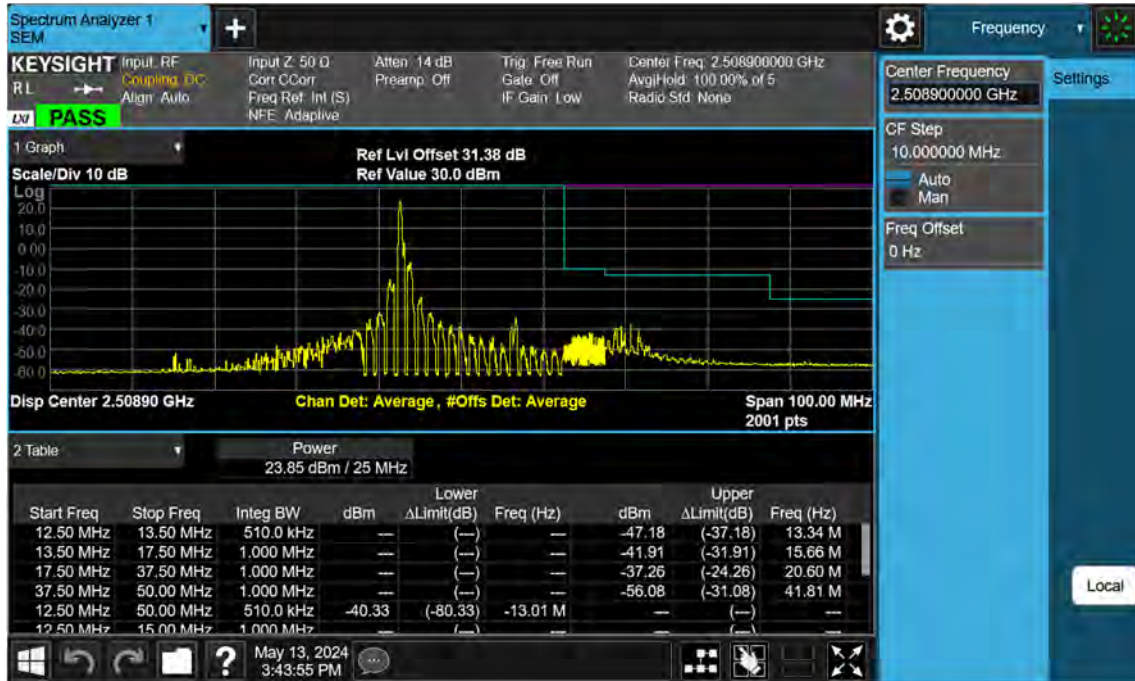 Spectrum Analyzer 1
SEM
Frequency
KEYSIGHT Input: RF Input Z: 50 Ω Atten: 14 dB Trig: Free Run Center Freq: 2.508900000 GHz
RL Coupling: DC Corr CCorr Preamp: Off Gate: Off Avg|Hold: 100.00% of 5
Align: Auto Freq Ref: Int (S) IF Gain: Low Radio Std: None
LXI PASS NFE: Adaptive
Center Frequency
2.508900000 GHz
Settings
CF Step
10.000000 MHz
Auto
Man
Freq Offset
0 Hz
1 Graph
Ref Lvl Offset 31.38 dB
Scale/Div 10 dB Ref Value 30.0 dBm
Log
20.0
10.0
0.00
-10.0
-20.0
-30.0
-40.0
-50.0
-60.0
Disp Center 2.50890 GHz Chan Det: Average, #Offs Det: Average Span 100.00 MHz
2001 pts
2 Table Power
23.85 dBm / 25 MHz
Lower Upper
Start Freq Stop Freq Integ BW dBm ΔLimit(dB) Freq (Hz) dBm ΔLimit(dB) Freq (Hz)
12.50 MHz 13.50 MHz 510.0 kHz --- (---) --- -47.18 (-37.18) 13.34 M
13.50 MHz 17.50 MHz 1.000 MHz --- (---) --- -41.91 (-31.91) 15.66 M
17.50 MHz 37.50 MHz 1.000 MHz --- (---) --- -37.26 (-24.26) 20.60 M
37.50 MHz 50.00 MHz 1.000 MHz --- (---) --- -56.08 (-31.08) 41.81 M
12.50 MHz 50.00 MHz 510.0 kHz -40.33 (-80.33) -13.01 M --- (---) ---
12.50 MHz 15.00 MHz 1.000 MHz --- (---) --- --- (---) ---
Local
? May 13, 2024
3:43:55 PM